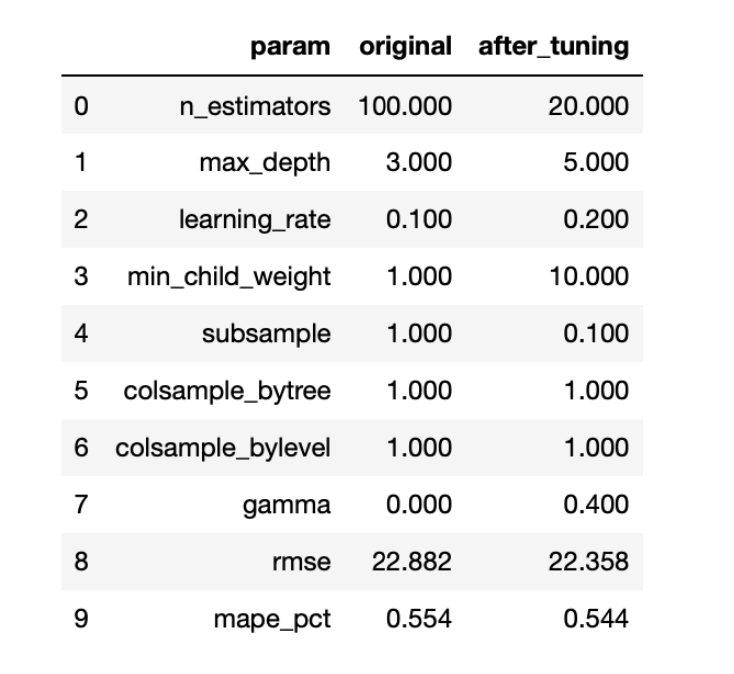 param original after_tuning
0 n_estimators 100.000 20.000
1 max_depth 3.000 5.000
2 learning_rate 0.100 0.200
3 min_child_weight 1.000 10.000
4 subsample 1.000 0.100
5 colsample_bytree 1.000 1.000
6 colsample_bylevel 1.000 1.000
7 gamma 0.000 0.400
8 rmse 22.882 22.358
9 mape_pct 0.554 0.544